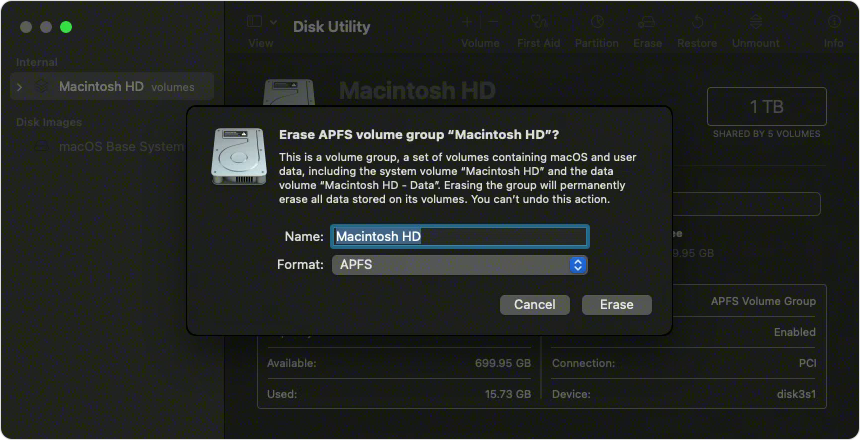 View
Disk Utility
Volume
First Aid
Partition
Erase
Restore
Unmount
Info
Internal
Macintosh HD volumes
Disk Images
macOS Base System
Macintosh HD
1 TB
SHARED BY 5 VOLUMES
Erase APFS volume group “Macintosh HD”?
This is a volume group, a set of volumes containing macOS and user
data, including the system volume “Macintosh HD” and the data
volume “Macintosh HD - Data”. Erasing the group will permanently
erase all data stored on its volumes. You can’t undo this action.
Name: Macintosh HD
Format: APFS
Cancel
Erase
APFS Volume Group
Enabled
Available: 699.95 GB
Connection: PCI
Used: 15.73 GB
Device: disk3s1